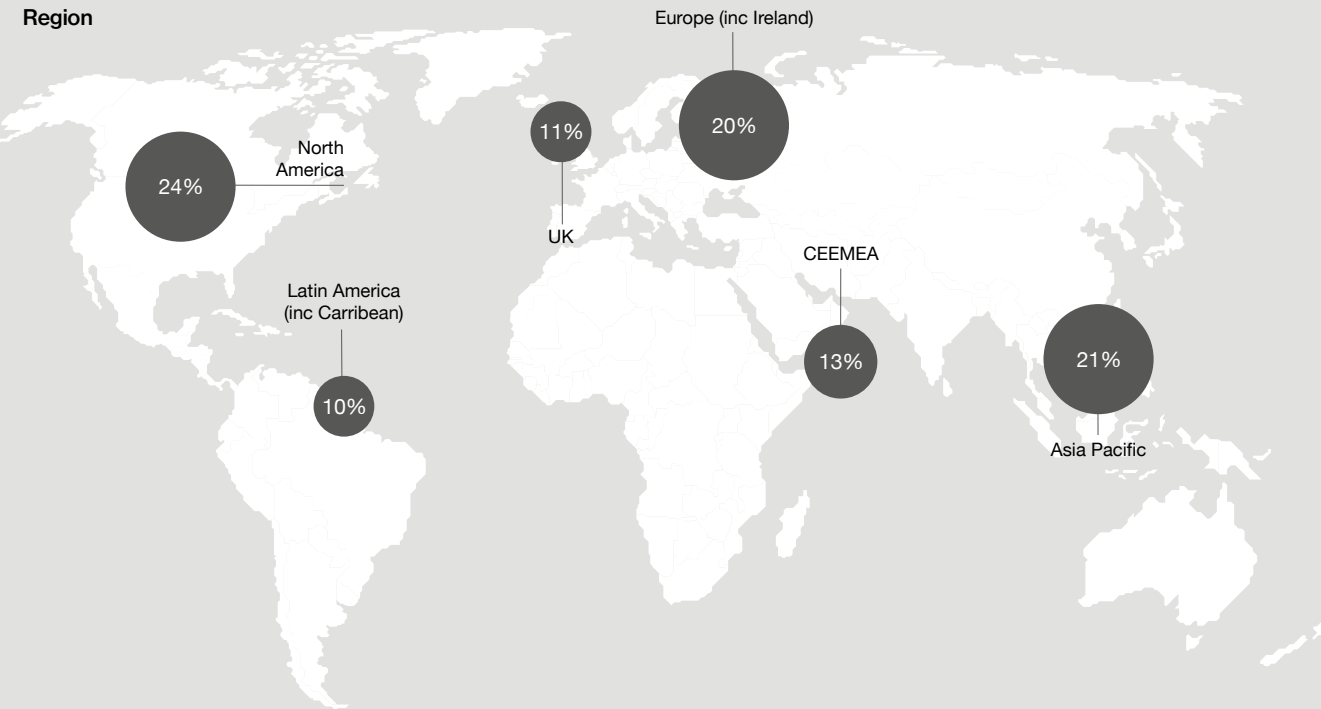 Region
Europe (inc Ireland)
20%
11%
UK
North
America
24%
CEEMEA
13%
Latin America
(inc Carribean)
10%
21%
Asia Pacific